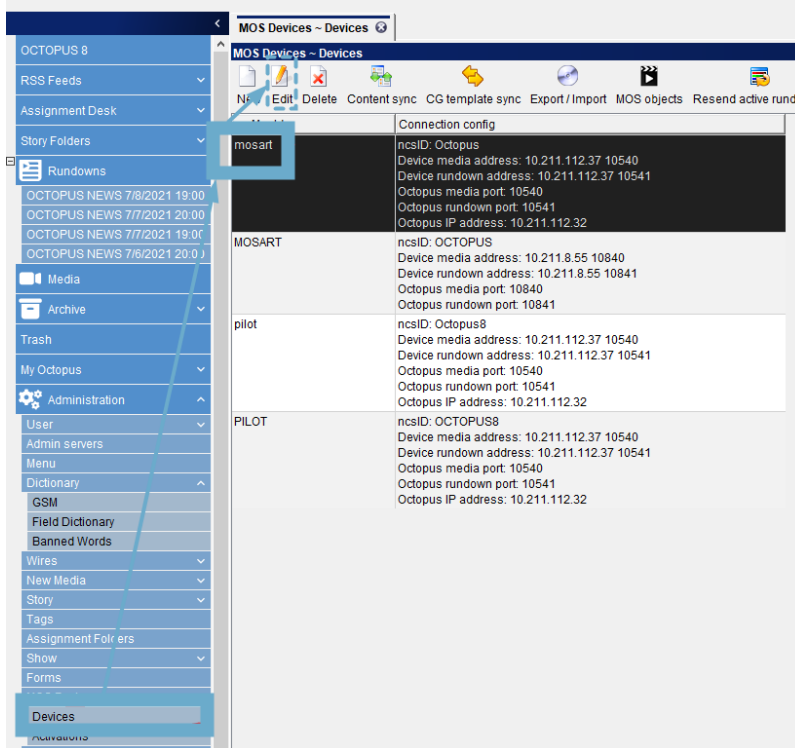 MOS Devices ~ Devices
OCTOPUS 8
RSS Feeds
Assignment Desk
Story Folders
Rundowns
OCTOPUS NEWS 7/8/2021 19:00
OCTOPUS NEWS 7/7/2021 20:00
OCTOPUS NEWS 7/7/2021 19:00
OCTOPUS NEWS 7/6/2021 20:00
Media
Archive
Trash
My Octopus
Administration
User
Admin servers
Menu
Dictionary
GSM
Field Dictionary
Banned Words
Wires
New Media
Story
Tags
Assignment Folders
Show
Forms
Devices
Activations
MOS Devices ~ Devices
New Edit Delete Content sync CG template sync Export / Import MOS objects Resend active rund
Connection config
mosart
ncsID: Octopus
Device media address: 10.211.112.37 10540
Device rundown address: 10.211.112.37 10541
Octopus media port: 10540
Octopus rundown port: 10541
Octopus IP address: 10.211.112.32
MOSART
ncsID: OCTOPUS
Device media address: 10.211.8.55 10840
Device rundown address: 10.211.8.55 10841
Octopus media port: 10840
Octopus rundown port: 10841
pilot
ncsID: Octopus8
Device media address: 10.211.112.37 10540
Device rundown address: 10.211.112.37 10541
Octopus media port: 10540
Octopus rundown port: 10541
Octopus IP address: 10.211.112.32
PILOT
ncsID: OCTOPUS8
Device media address: 10.211.112.37 10540
Device rundown address: 10.211.112.37 10541
Octopus media port: 10540
Octopus rundown port: 10541
Octopus IP address: 10.211.112.32